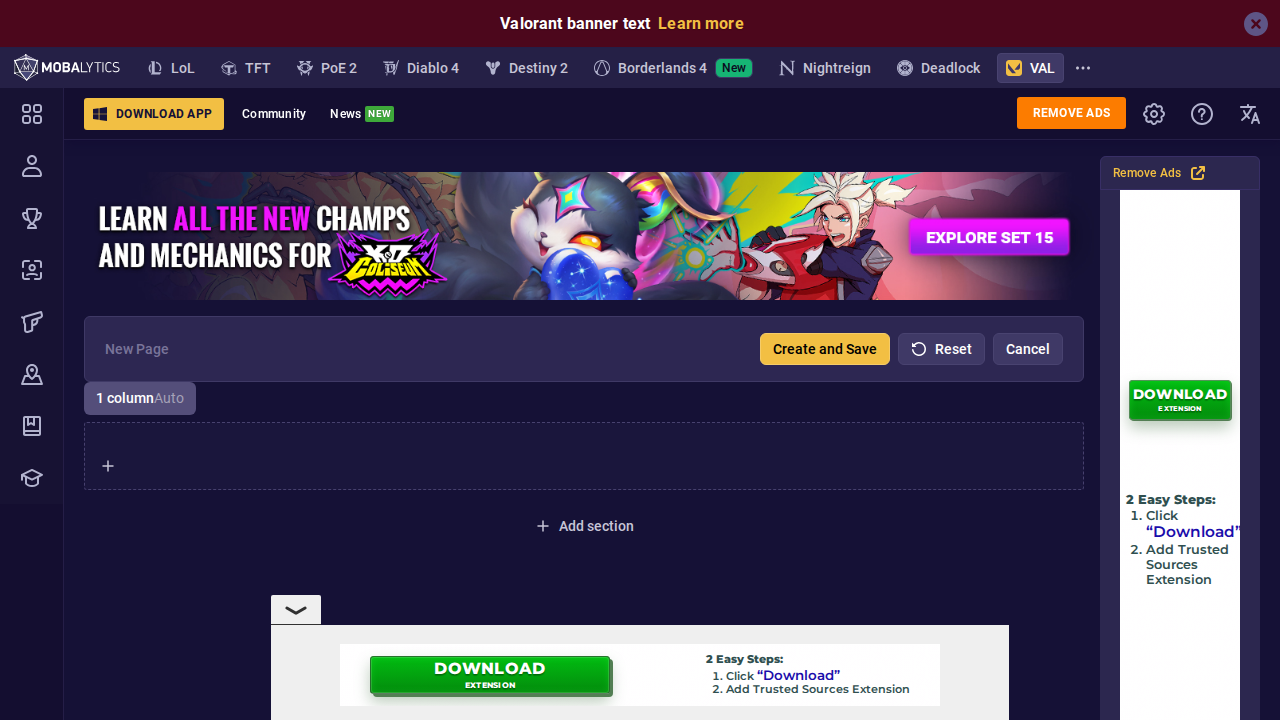 Valorant banner text Learn more
MOBALYTICS
LoL
TFT
PoE 2
Diablo 4
Destiny 2
Borderlands 4 New
Nightreign
Deadlock
VAL
DOWNLOAD APP
Community
News NEW
REMOVE ADS
LEARN ALL THE NEW CHAMPS
AND MECHANICS FOR
COLISEUM
EXPLORE SET 15
Remove Ads
New Page
Create and Save
Reset
Cancel
1 column Auto
Add section
DOWNLOAD
EXTENSION
2 Easy Steps:
1. Click
“Download”
2. Add Trusted
Sources
Extension
DOWNLOAD
EXTENSION
2 Easy Steps:
1. Click “Download”
2. Add Trusted Sources Extension